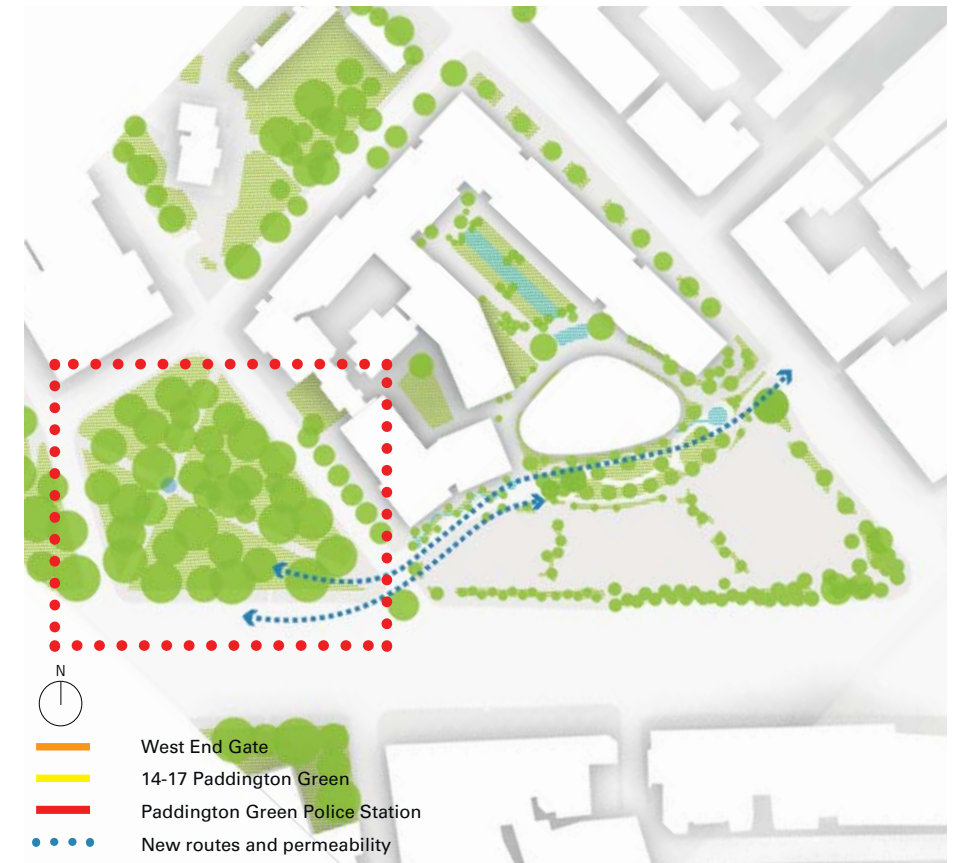 N
West End Gate
14-17 Paddington Green
Paddington Green Police Station
New routes and permeability